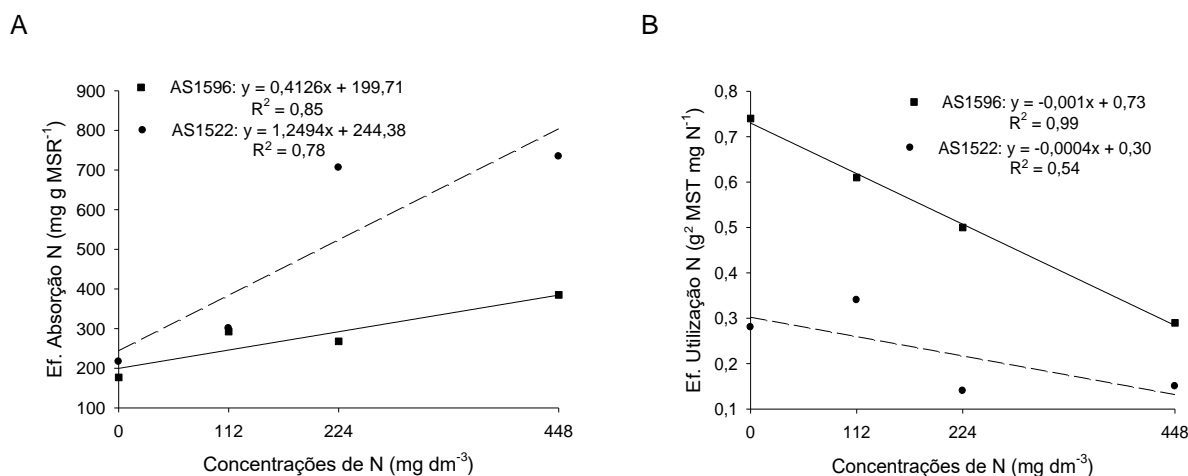 A
Ef. Absorção N (mg g MSR⁻¹)
900
800
700
600
500
400
300
200
100
AS1596: y = 0,4126x + 199,71
R² = 0,85
AS1522: y = 1,2494x + 244,38
R² = 0,78
0 112 224 448
Concentrações de N (mg dm⁻³)
B
Ef. Utilização N (g² MST mg N⁻¹)
0,8
0,7
0,6
0,5
0,4
0,3
0,2
0,1
AS1596: y = -0,001x + 0,73
R² = 0,99
AS1522: y = -0,0004x + 0,30
R² = 0,54
0 112 224 448
Concentrações de N (mg dm⁻³)